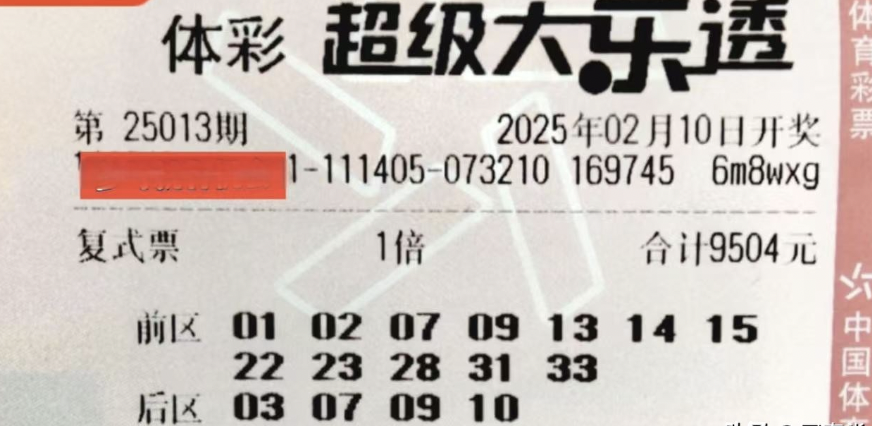 体彩 超级大乐透
第 25013期 2025年02月10日开奖
1-111405-073210 169745 6m8wxg
复式票 1倍 合计9504元
前区 01 02 07 09 13 14 15
22 23 28 31 33
后区 03 07 09 10
体育彩票
中国体